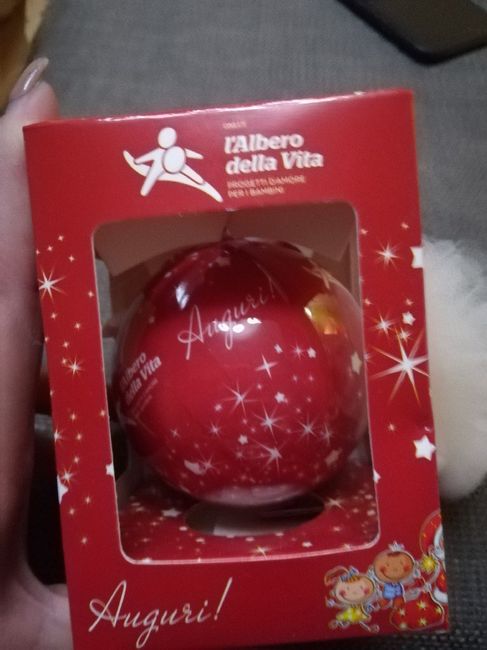 ONLUS
l'Albero
della Vita
PROGETTI D'AMORE
PER I BAMBINI
Auguri!
l'Albero
della Vita
Auguri!